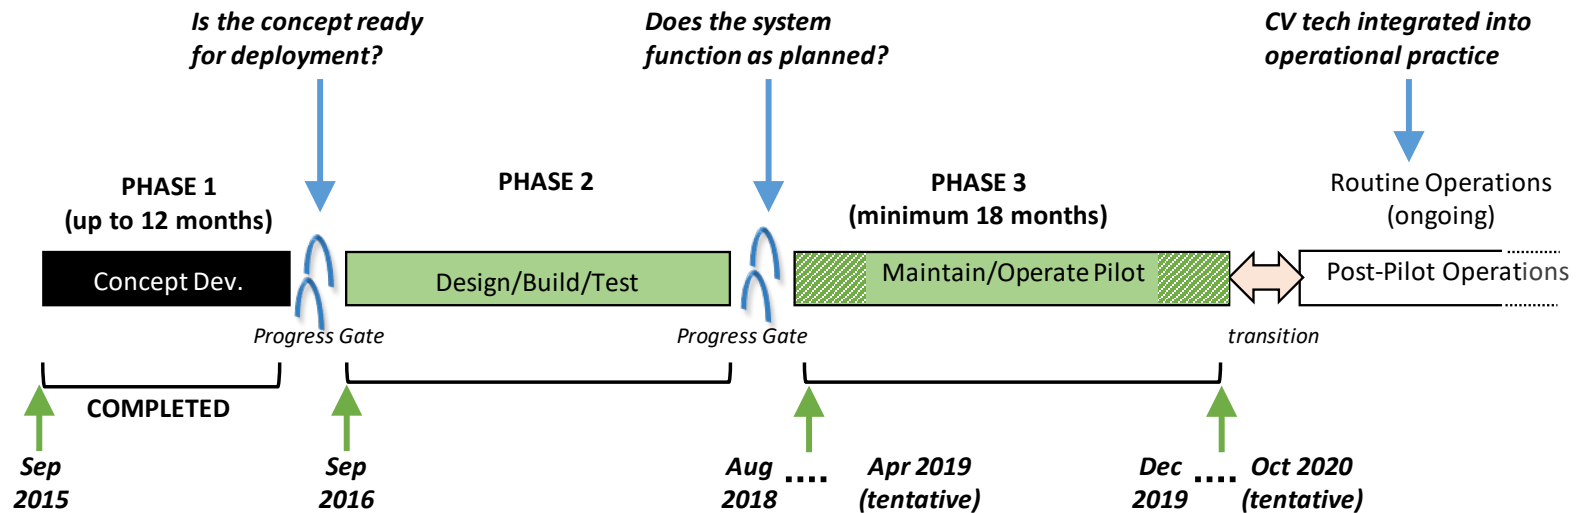 Is the concept ready
for deployment?
Does the system
function as planned?
CV tech integrated into
operational practice
PHASE 1
(up to 12 months)
PHASE 2
PHASE 3
(minimum 18 months)
Routine Operations
(ongoing)
Concept Dev.
Design/Build/Test
Maintain/Operate Pilot
Post-Pilot Operations
Progress Gate
Progress Gate
transition
COMPLETED
Sep
2015
Sep
2016
Aug
2018
Apr 2019
(tentative)
Dec
2019
Oct 2020
(tentative)